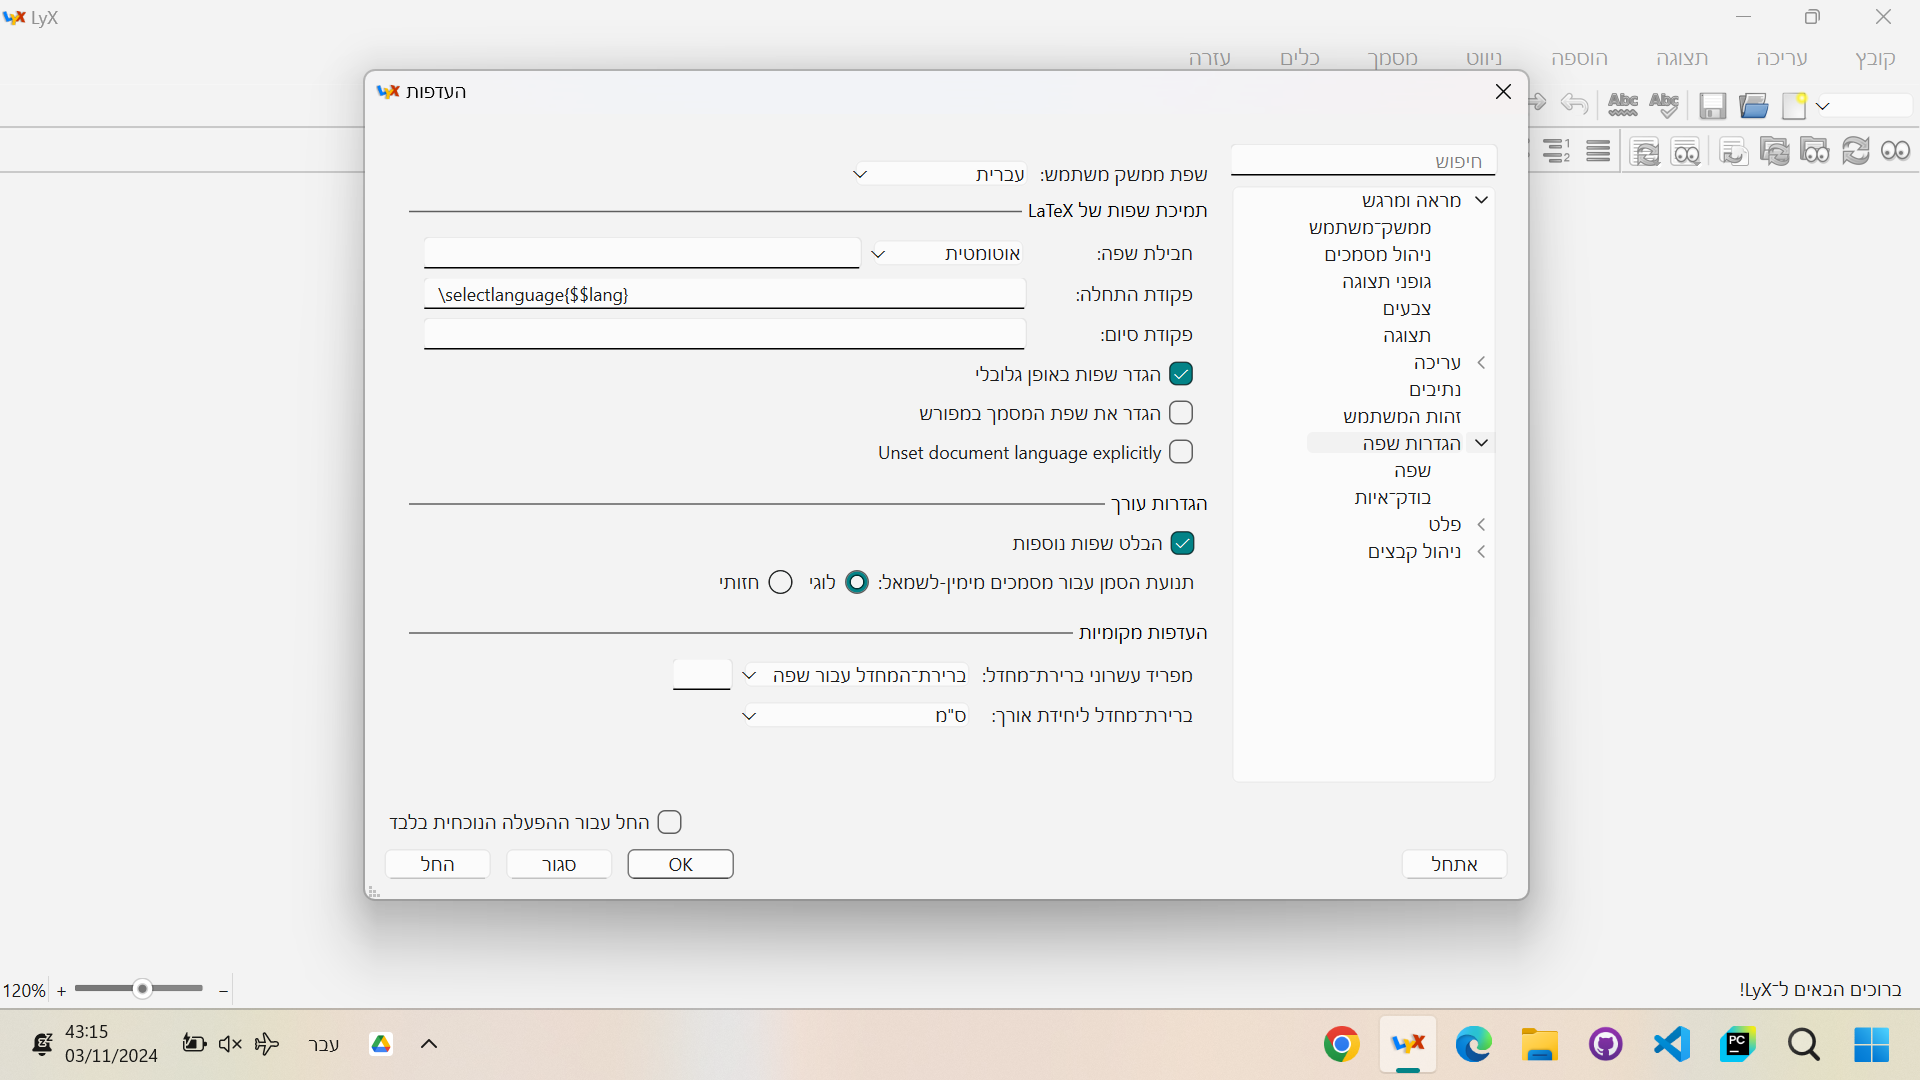 LyX
קובץ
עריכה
תצוגה
הוספה
ניווט
מסמך
כלים
עזרה
העדפות
חיפוש
מראה ומרגש
ממשק־משתמש
ניהול מסמכים
גופני תצוגה
צבעים
תצוגה
עריכה
נתיבים
זהות המשתמש
הגדרות שפה
שפה
בודק־איות
פלט
ניהול קבצים
שפת ממשק משתמש: עברית
תמיכת שפות של LaTeX
חבילת שפה: אוטומטית
פקודת התחלה: \selectlanguage{$$lang}
פקודת סיום:
הגדר שפות באופן גלובלי
הגדר את שפת המסמך במפורש
Unset document language explicitly
הגדרות עורך
הבלט שפות נוספות
תנועת הסמן עבור מסמכים מימין-לשמאל: לוגי חזותי
העדפות מקומיות
מפריד עשרוני ברירת־מחדל: ברירת־המחדל עבור שפה
ברירת־מחדל ליחידת אורך: ס"מ
החל עבור ההפעלה הנוכחית בלבד
אתחל
OK
סגור
החל
ברוכים הבאים ל־LyX!
120% + −
עבר
43:15
03/11/2024